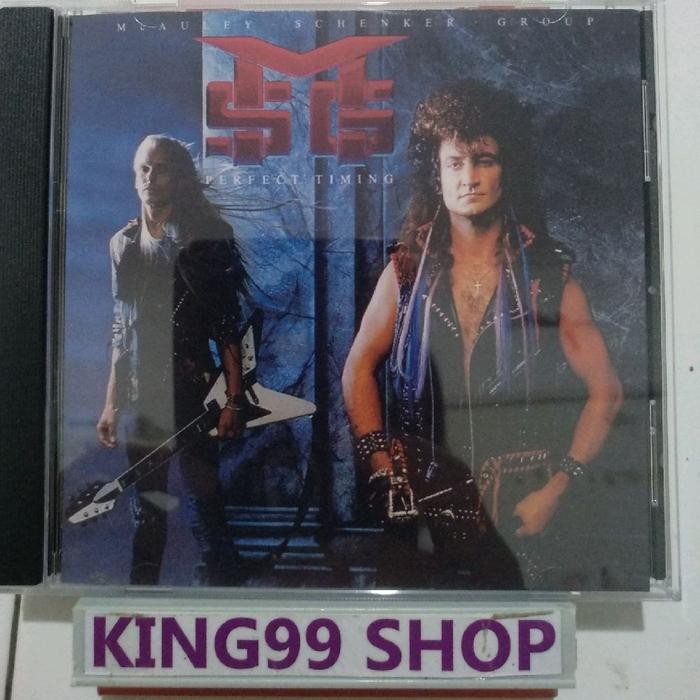 McAULEY SCHENKER GROUP
MSG
PERFECT TIMING
KING99 SHOP